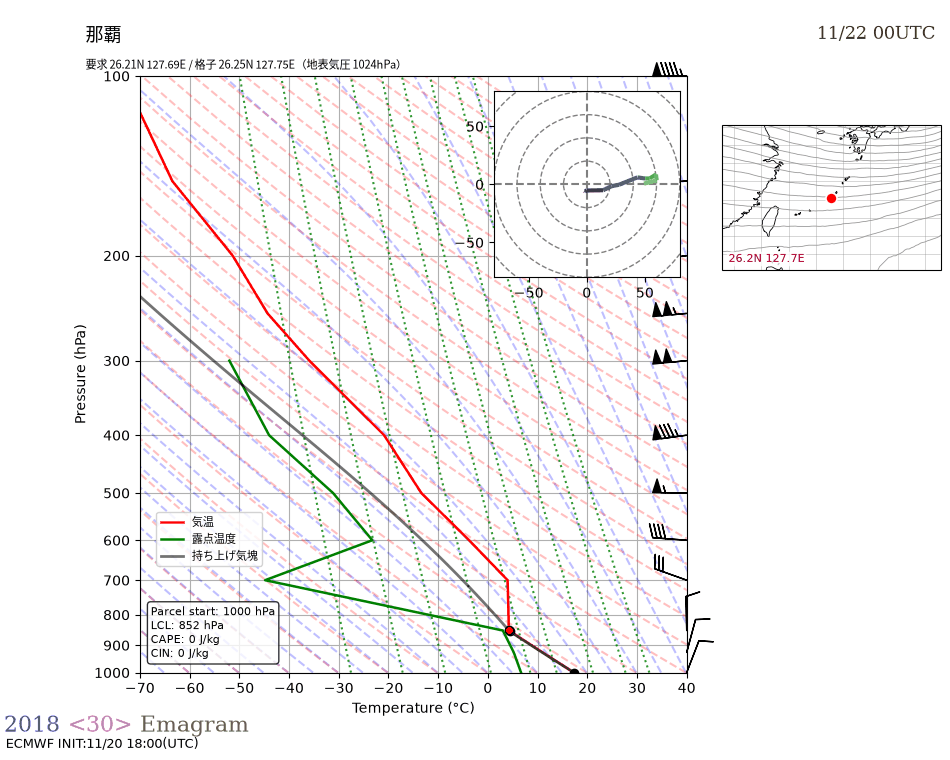 那覇
11/22 00UTC
要求 26.21N 127.69E / 格子 26.25N 127.75E（地表気圧 1024hPa）
100
200
300
400
500
600
700
800
900
1000
Pressure (hPa)
−70 −60 −50 −40 −30 −20 −10 0 10 20 30 40
Temperature (°C)
50
0
−50
−50 0 50
26.2N 127.7E
気温
露点温度
持ち上げ気塊
Parcel start: 1000 hPa
LCL: 852 hPa
CAPE: 0 J/kg
CIN: 0 J/kg
2018 <30> Emagram
ECMWF INIT:11/20 18:00(UTC)